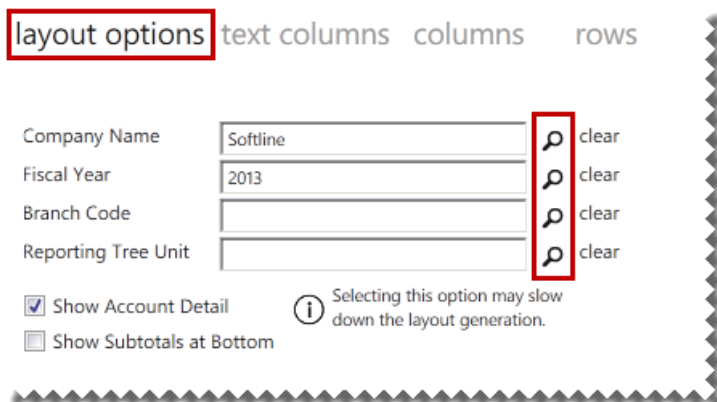 layout options text columns columns rows
Company Name Softline clear
Fiscal Year 2013 clear
Branch Code clear
Reporting Tree Unit clear
Show Account Detail
Selecting this option may slow
down the layout generation.
Show Subtotals at Bottom